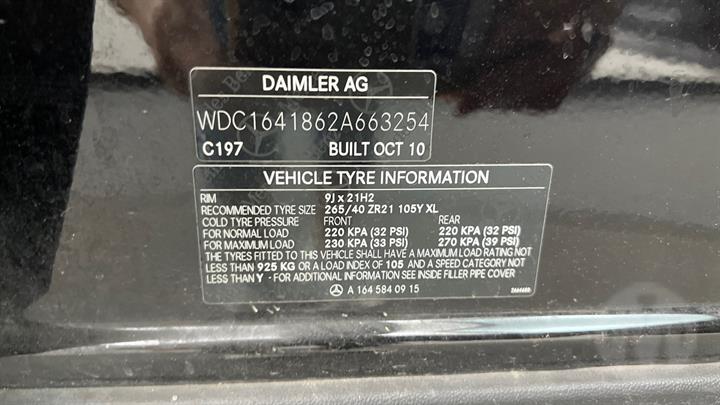 DAIMLER AG
WDC1641862A663254
C197 BUILT OCT 10
VEHICLE TYRE INFORMATION
RIM 9J x 21H2
RECOMMENDED TYRE SIZE 265/40 ZR21 105Y XL
COLD TYRE PRESSURE FRONT REAR
FOR NORMAL LOAD 220 KPA (32 PSI) 220 KPA (32 PSI)
FOR MAXIMUM LOAD 230 KPA (33 PSI) 270 KPA (39 PSI)
THE TYRES FITTED TO THIS VEHICLE SHALL HAVE A MAXIMUM LOAD RATING NOT
LESS THAN 925 KG OR A LOAD INDEX OF 105 AND A SPEED CATEGORY NOT
LESS THAN Y - FOR ADDITIONAL INFORMATION SEE INSIDE FILLER PIPE COVER
A 164 584 09 15